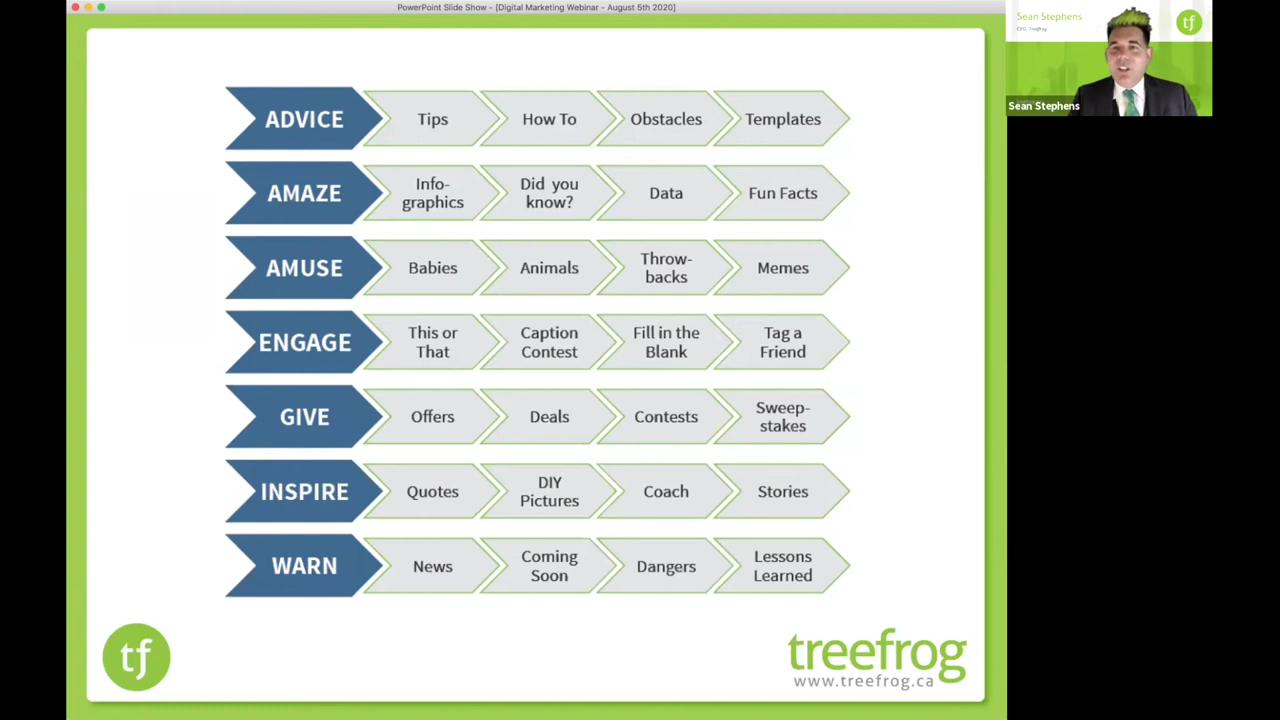 PowerPoint Slide Show - [Digital Marketing Webinar - August 5th 2020]
Sean Stephens
CEO, Treefrog
tf
Sean Stephens
ADVICE
Tips
How To
Obstacles
Templates
AMAZE
Info-
graphics
Did you
know?
Data
Fun Facts
AMUSE
Babies
Animals
Throw-
backs
Memes
ENGAGE
This or
That
Caption
Contest
Fill in the
Blank
Tag a
Friend
GIVE
Offers
Deals
Contests
Sweep-
stakes
INSPIRE
Quotes
DIY
Pictures
Coach
Stories
WARN
News
Coming
Soon
Dangers
Lessons
Learned
tf
treefrog
www.treefrog.ca